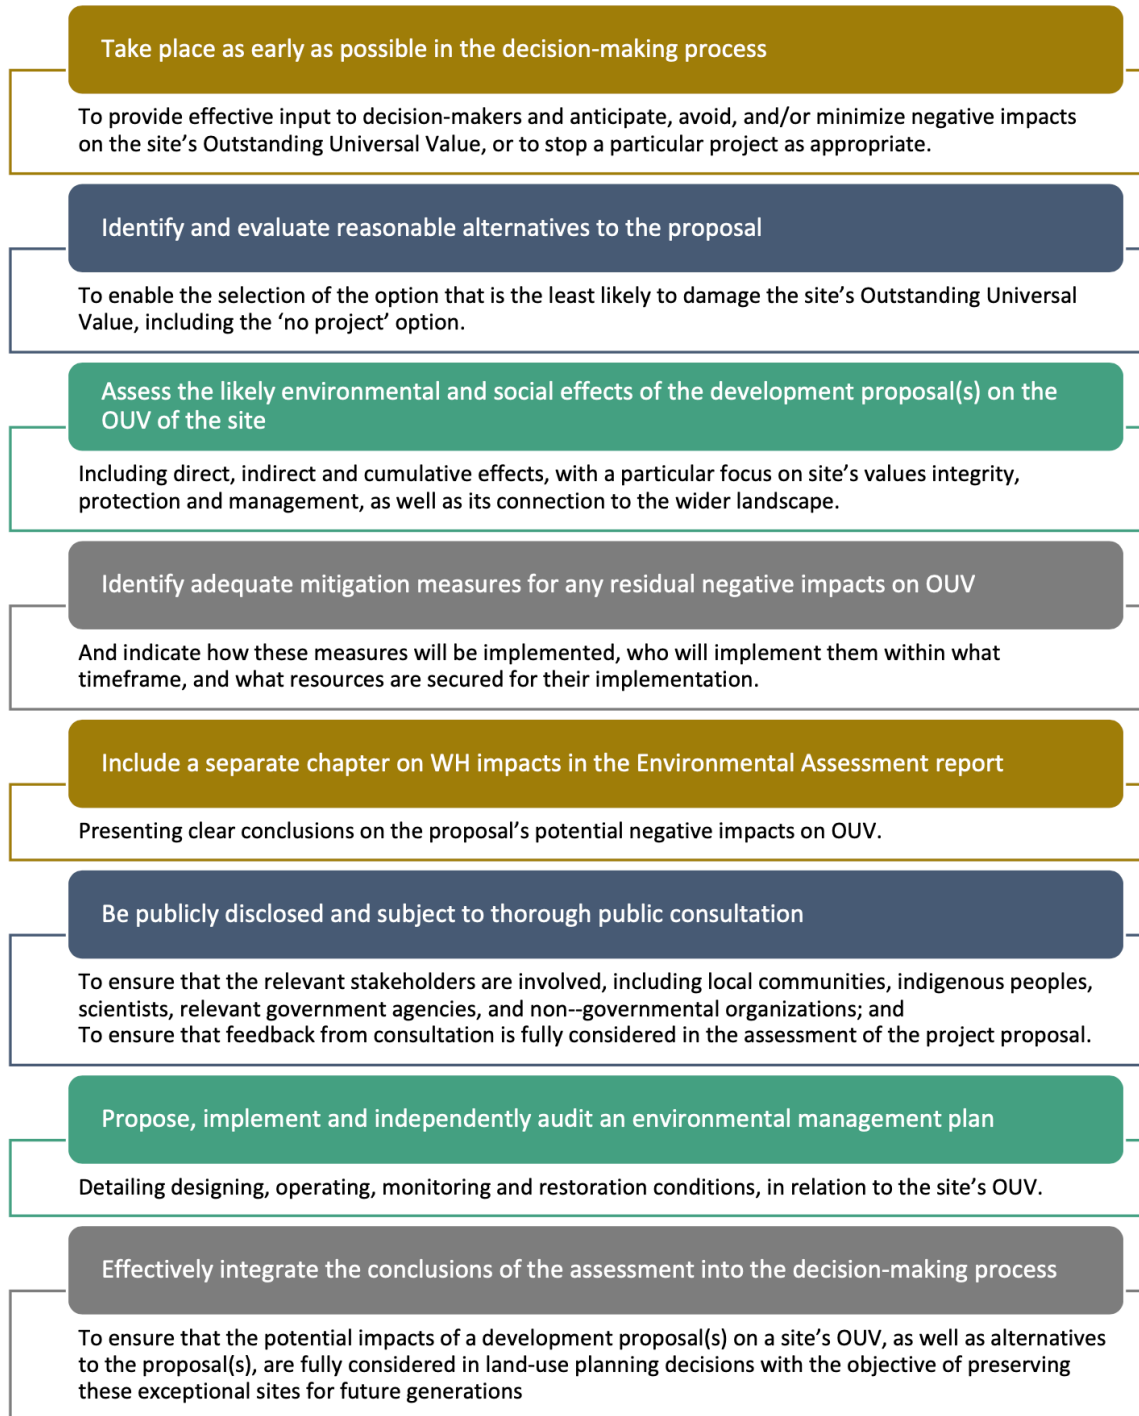 Take place as early as possible in the decision-making process
To provide effective input to decision-makers and anticipate, avoid, and/or minimize negative impacts
on the site’s Outstanding Universal Value, or to stop a particular project as appropriate.
Identify and evaluate reasonable alternatives to the proposal
To enable the selection of the option that is the least likely to damage the site’s Outstanding Universal
Value, including the ‘no project’ option.
Assess the likely environmental and social effects of the development proposal(s) on the
OUV of the site
Including direct, indirect and cumulative effects, with a particular focus on site’s values integrity,
protection and management, as well as its connection to the wider landscape.
Identify adequate mitigation measures for any residual negative impacts on OUV
And indicate how these measures will be implemented, who will implement them within what
timeframe, and what resources are secured for their implementation.
Include a separate chapter on WH impacts in the Environmental Assessment report
Presenting clear conclusions on the proposal’s potential negative impacts on OUV.
Be publicly disclosed and subject to thorough public consultation
To ensure that the relevant stakeholders are involved, including local communities, indigenous peoples,
scientists, relevant government agencies, and non--governmental organizations; and
To ensure that feedback from consultation is fully considered in the assessment of the project proposal.
Propose, implement and independently audit an environmental management plan
Detailing designing, operating, monitoring and restoration conditions, in relation to the site’s OUV.
Effectively integrate the conclusions of the assessment into the decision-making process
To ensure that the potential impacts of a development proposal(s) on a site’s OUV, as well as alternatives
to the proposal(s), are fully considered in land-use planning decisions with the objective of preserving
these exceptional sites for future generations